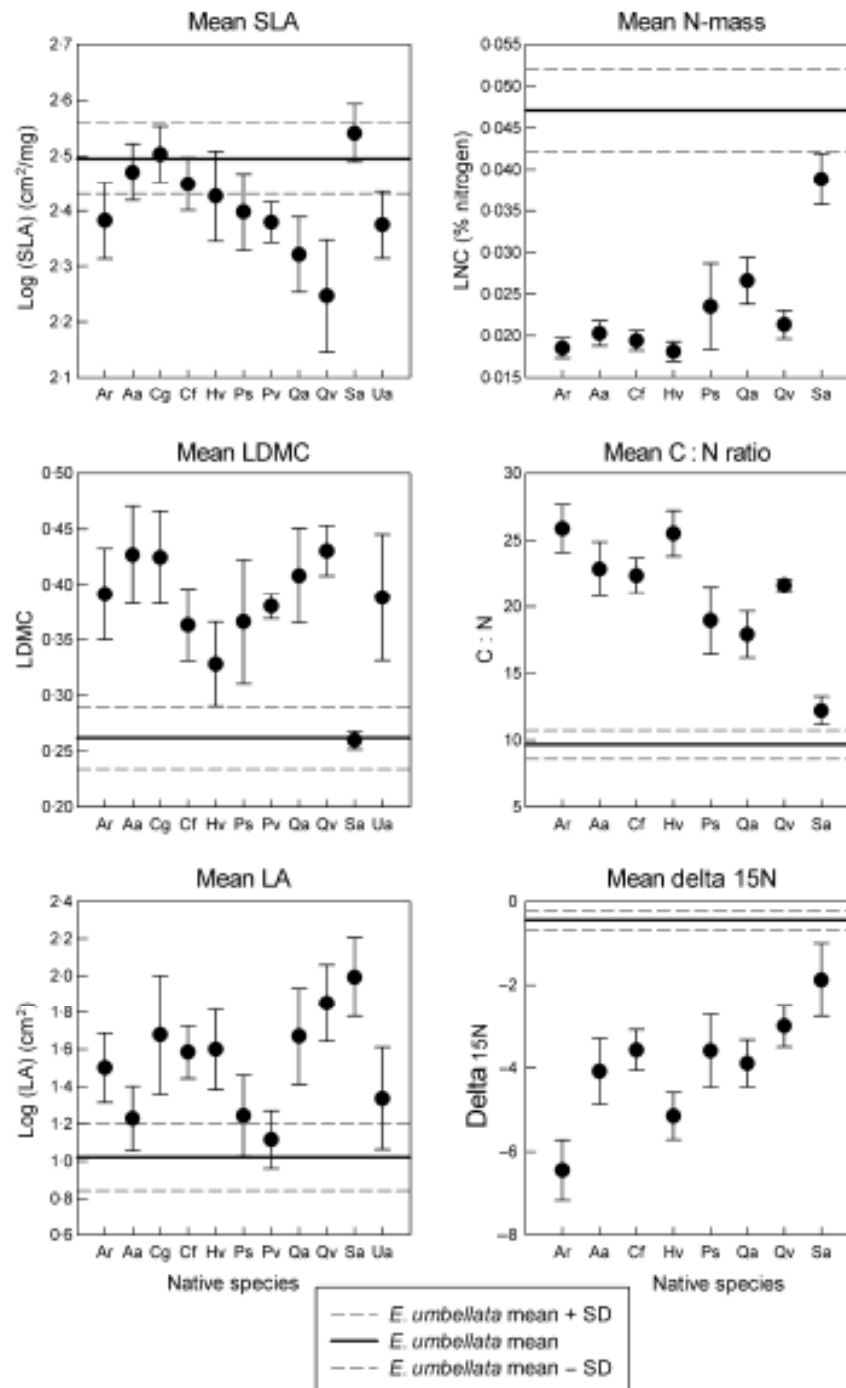 Mean SLA
Log (SLA) (cm²/mg)
2·7
2·6
2·5
2·4
2·3
2·2
2·1
Ar Aa Cg Cf Hv Ps Pv Qa Qv Sa Ua
Mean N-mass
LNC (% nitrogen)
0·055
0·050
0·045
0·040
0·035
0·030
0·025
0·020
0·015
Ar Aa Cf Hv Ps Qa Qv Sa
Mean LDMC
LDMC
0·50
0·45
0·40
0·35
0·30
0·25
0·20
Ar Aa Cg Cf Hv Ps Pv Qa Qv Sa Ua
Mean C : N ratio
C : N
30
25
20
15
10
5
Ar Aa Cf Hv Ps Qa Qv Sa
Mean LA
Log (LA) (cm²)
2·4
2·2
2·0
1·8
1·6
1·4
1·2
1·0
0·8
0·5
Ar Aa Cg Cf Hv Ps Pv Qa Qv Sa Ua
Native species
Mean delta 15N
Delta 15N
0
–2
–4
–6
–8
Ar Aa Cf Hv Ps Qa Qv Sa
Native species
E. umbellata mean + SD
E. umbellata mean
E. umbellata mean – SD